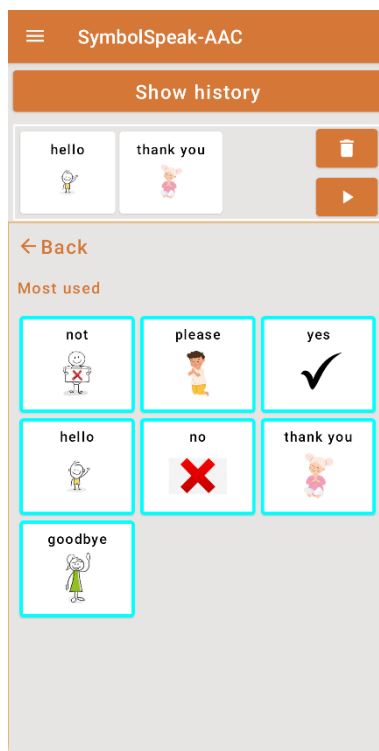 SymbolSpeak-AAC
Show history
hello thank you
Back
Most used
not please yes
hello no thank you
goodbye